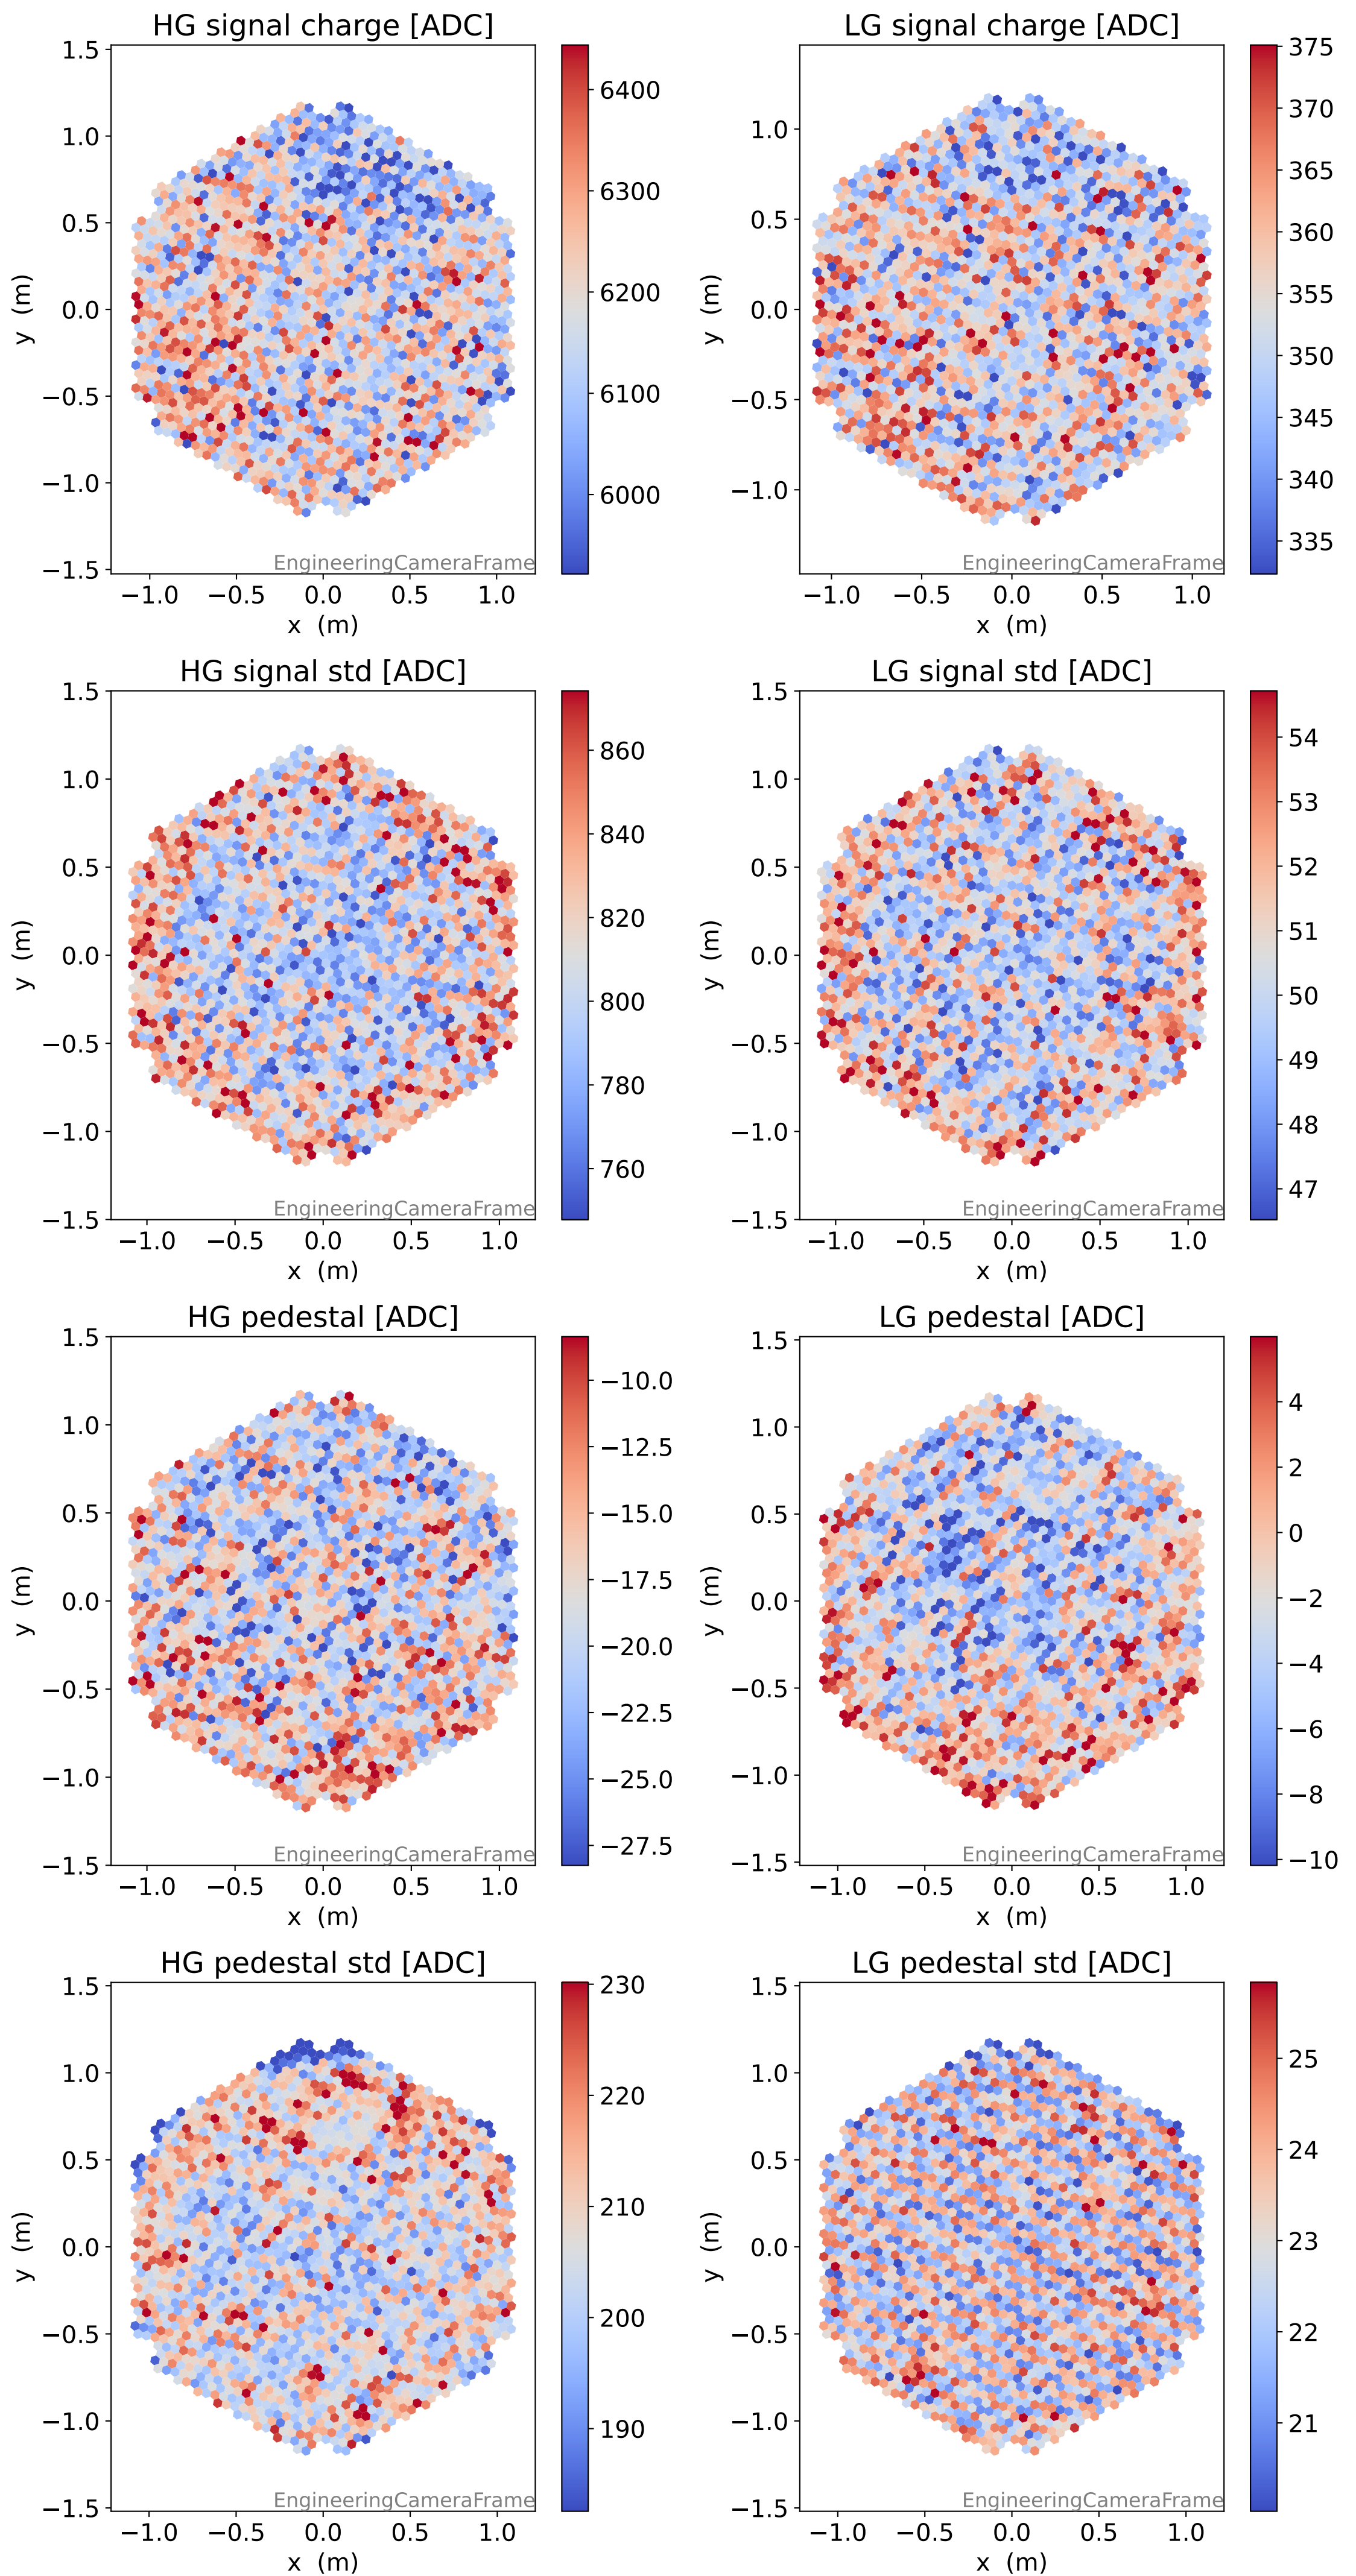 HG signal charge [ADC]
1.5
1.0
0.5
0.0
−0.5
−1.0
−1.5
y (m)
−1.0 −0.5 0.0 0.5 1.0
x (m)
EngineeringCameraFrame
6400
6300
6200
6100
6000
LG signal charge [ADC]
1.0
0.5
0.0
−0.5
−1.0
y (m)
−1.0 −0.5 0.0 0.5 1.0
x (m)
EngineeringCameraFrame
375
370
365
360
355
350
345
340
335
HG signal std [ADC]
1.5
1.0
0.5
0.0
−0.5
−1.0
−1.5
y (m)
−1.0 −0.5 0.0 0.5 1.0
x (m)
EngineeringCameraFrame
860
840
820
800
780
760
LG signal std [ADC]
1.5
1.0
0.5
0.0
−0.5
−1.0
−1.5
y (m)
−1.0 −0.5 0.0 0.5 1.0
x (m)
EngineeringCameraFrame
54
53
52
51
50
49
48
47
HG pedestal [ADC]
1.5
1.0
0.5
0.0
−0.5
−1.0
−1.5
y (m)
−1.0 −0.5 0.0 0.5 1.0
x (m)
EngineeringCameraFrame
−10.0
−12.5
−15.0
−17.5
−20.0
−22.5
−25.0
−27.5
LG pedestal [ADC]
1.5
1.0
0.5
0.0
−0.5
−1.0
−1.5
y (m)
−1.0 −0.5 0.0 0.5 1.0
x (m)
EngineeringCameraFrame
4
2
0
−2
−4
−6
−8
−10
HG pedestal std [ADC]
1.5
1.0
0.5
0.0
−0.5
−1.0
−1.5
y (m)
−1.0 −0.5 0.0 0.5 1.0
x (m)
EngineeringCameraFrame
230
220
210
200
190
LG pedestal std [ADC]
1.5
1.0
0.5
0.0
−0.5
−1.0
−1.5
y (m)
−1.0 −0.5 0.0 0.5 1.0
x (m)
EngineeringCameraFrame
25
24
23
22
21